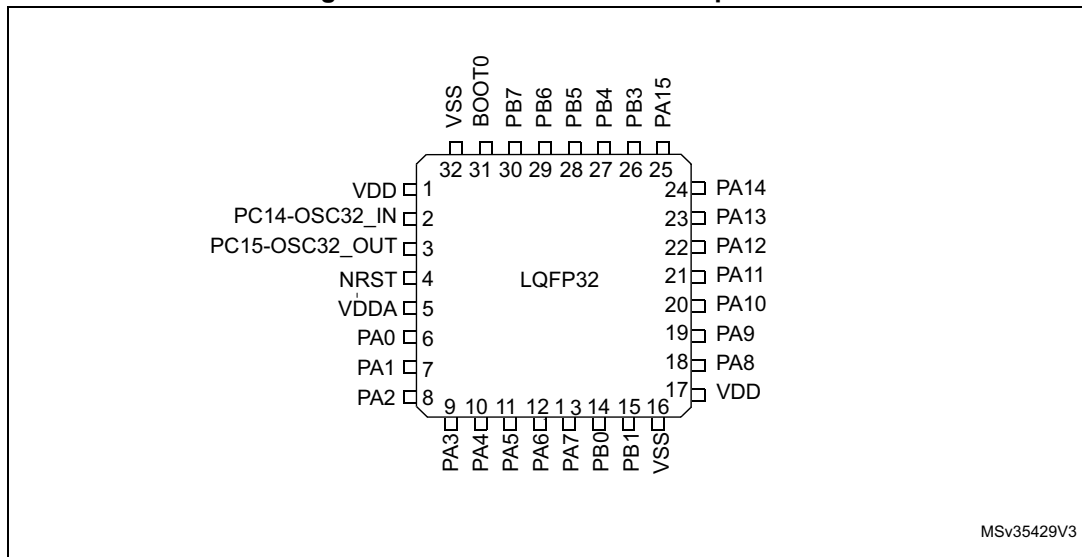 VSS
BOOT0
PB7
PB6
PB5
PB4
PB3
PA15
32 31 30 29 28 27 26 25
VDD 1
PC14-OSC32_IN 2
PC15-OSC32_OUT 3
NRST 4
VDDA 5
PA0 6
PA1 7
PA2 8
LQFP32
24 PA14
23 PA13
22 PA12
21 PA11
20 PA10
19 PA9
18 PA8
17 VDD
9 10 11 12 13 14 15 16
PA3
PA4
PA5
PA6
PA7
PB0
PB1
VSS
MSv35429V3